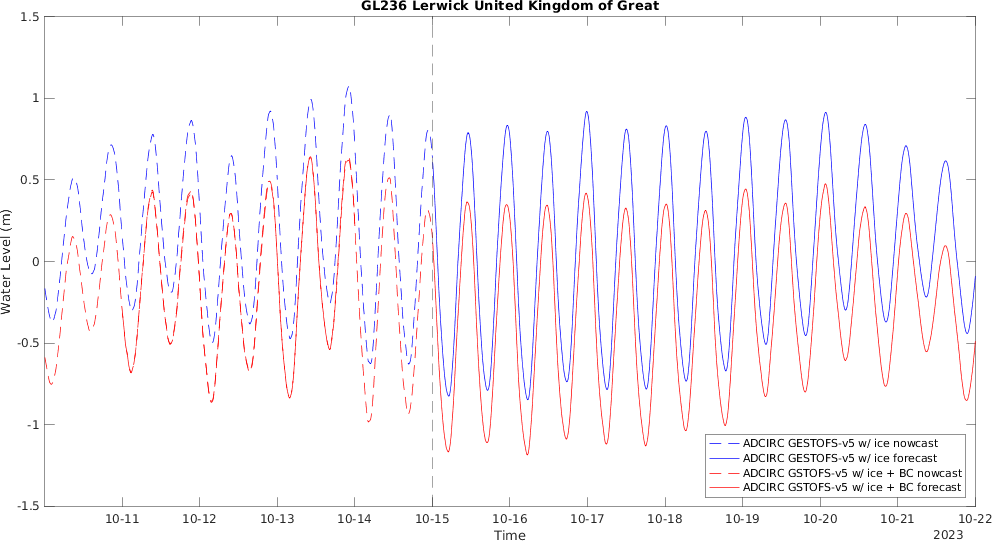 GL236 Lerwick United Kingdom of Great
1.5
1
0.5
0
-0.5
-1
-1.5
Water Level (m)
10-11 10-12 10-13 10-14 10-15 10-16 10-17 10-18 10-19 10-20 10-21 10-22
Time
2023
ADCIRC GESTOFS-v5 w/ ice nowcast
ADCIRC GESTOFS-v5 w/ ice forecast
ADCIRC GSTOFS-v5 w/ ice + BC nowcast
ADCIRC GSTOFS-v5 w/ ice + BC forecast